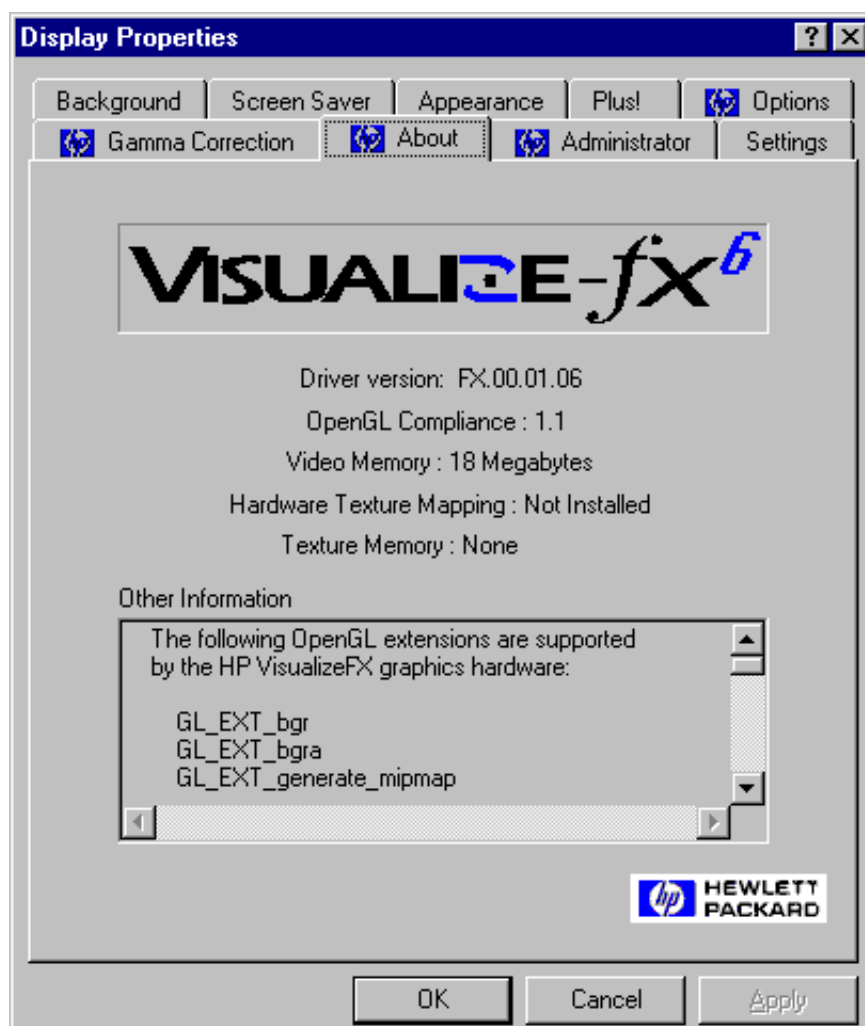 Display Properties
Background Screen Saver Appearance Plus! Options
Gamma Correction About Administrator Settings
VISUALIZE-fx6
Driver version: FX.00.01.06
OpenGL Compliance : 1.1
Video Memory : 18 Megabytes
Hardware Texture Mapping : Not Installed
Texture Memory : None
Other Information
The following OpenGL extensions are supported
by the HP VisualizeFX graphics hardware:
GL_EXT_bgr
GL_EXT_bgra
GL_EXT_generate_mipmap
hp HEWLETT
PACKARD
OK Cancel Apply